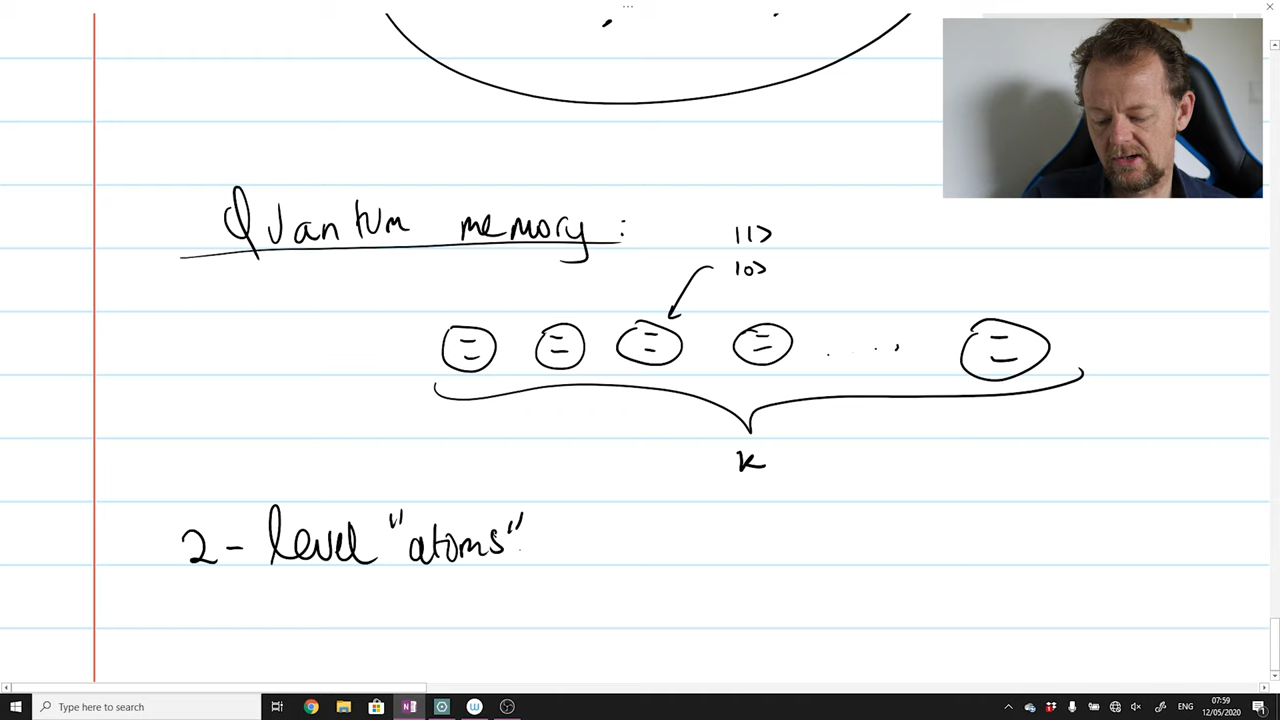 Quantum memory:
|1>
|0>
k
2-level "atoms"
Type here to search
07:59
ENG
12/05/2020